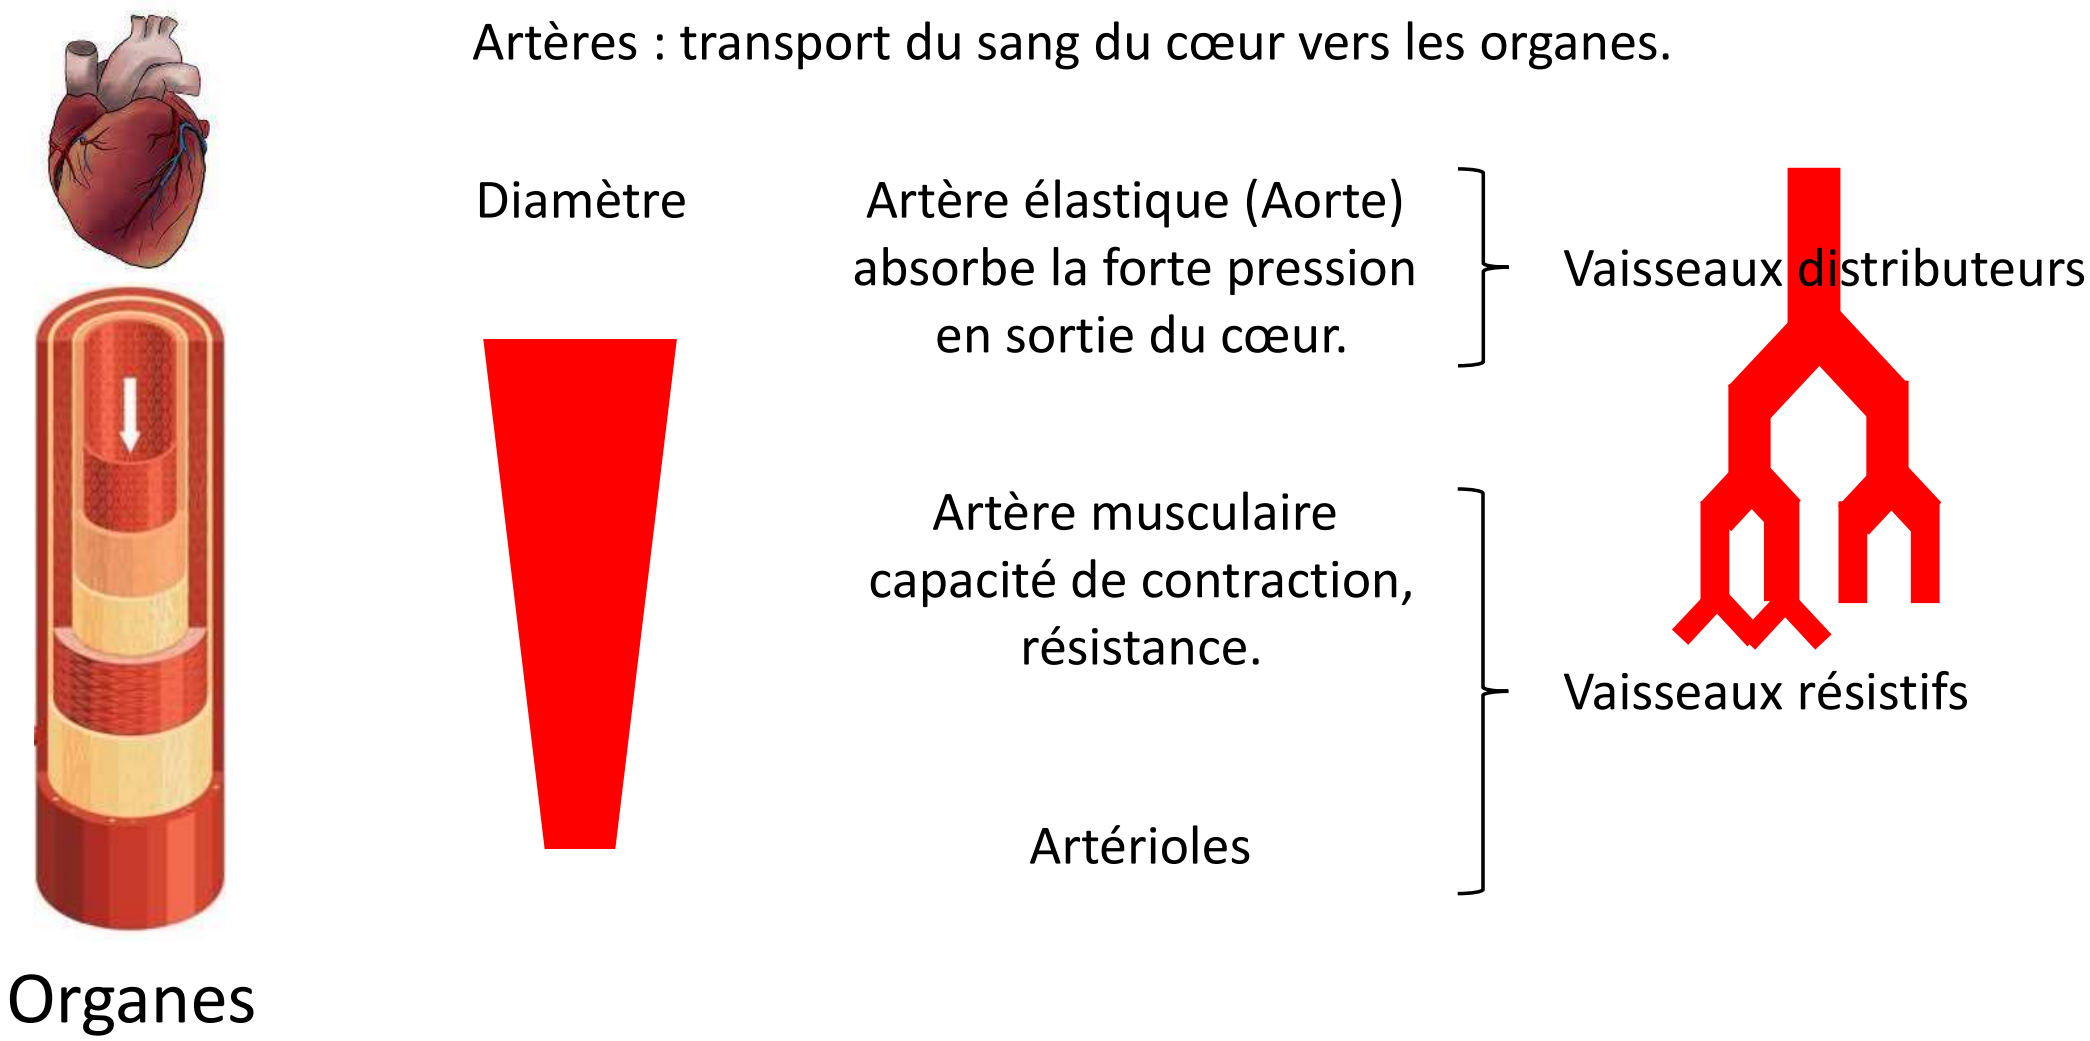 Artères : transport du sang du cœur vers les organes.
Diamètre
Artère élastique (Aorte)
absorbe la forte pression
en sortie du cœur.
Vaisseaux distributeurs
Artère musculaire
capacité de contraction,
résistance.
Vaisseaux résistifs
Artérioles
Organes